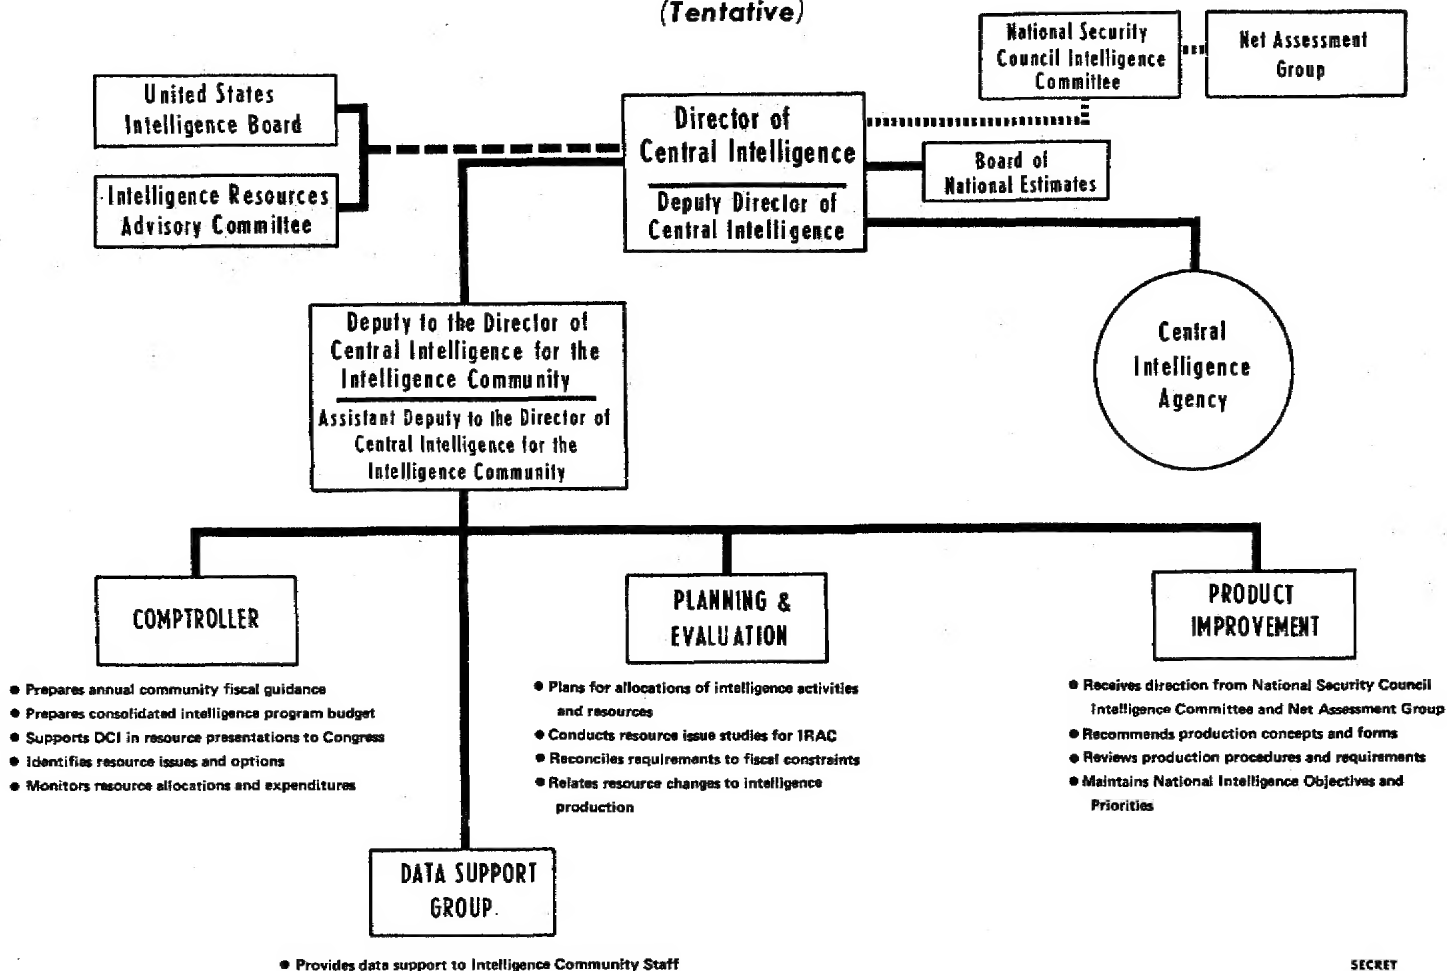 (Tentative)
National Security
Council Intelligence
Committee
Net Assessment
Group
United States
Intelligence Board
Director of
Central Intelligence
Deputy Director of
Central Intelligence
Board of
National Estimates
Intelligence Resources
Advisory Committee
Central
Intelligence
Agency
Deputy to the Director of
Central Intelligence for the
Intelligence Community
Assistant Deputy to the Director of
Central Intelligence for the
Intelligence Community
COMPTROLLER
● Prepares annual community fiscal guidance
● Prepares consolidated intelligence program budget
● Supports DCI in resource presentations to Congress
● Identifies resource issues and options
● Monitors resource allocations and expenditures
PLANNING &
EVALUATION
● Plans for allocations of intelligence activities
and resources
● Conducts resource issue studies for IRAC
● Reconciles requirements to fiscal constraints
● Relates resource changes to intelligence
production
PRODUCT
IMPROVEMENT
● Receives direction from National Security Council
Intelligence Committee and Net Assessment Group
● Recommends production concepts and forms
● Reviews production procedures and requirements
● Maintains National Intelligence Objectives and
Priorities
DATA SUPPORT
GROUP
● Provides data support to Intelligence Community Staff
SECRET